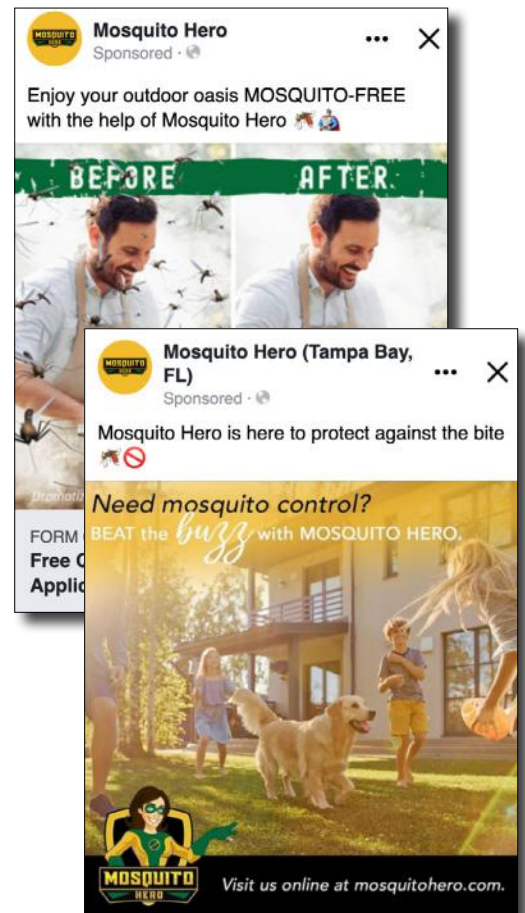 MOSQUITO
HERO
Mosquito Hero
Sponsored ·
Enjoy your outdoor oasis MOSQUITO-FREE
with the help of Mosquito Hero 🦟🦸‍♂️
BEFORE AFTER
FORM
Free
MOSQUITO
HERO
Mosquito Hero (Tampa Bay,
FL)
Sponsored ·
Mosquito Hero is here to protect against the bite
🦟🚫
Need mosquito control?
BEAT the buzz with MOSQUITO HERO.
MOSQUITO
HERO
Visit us online at mosquitohero.com.